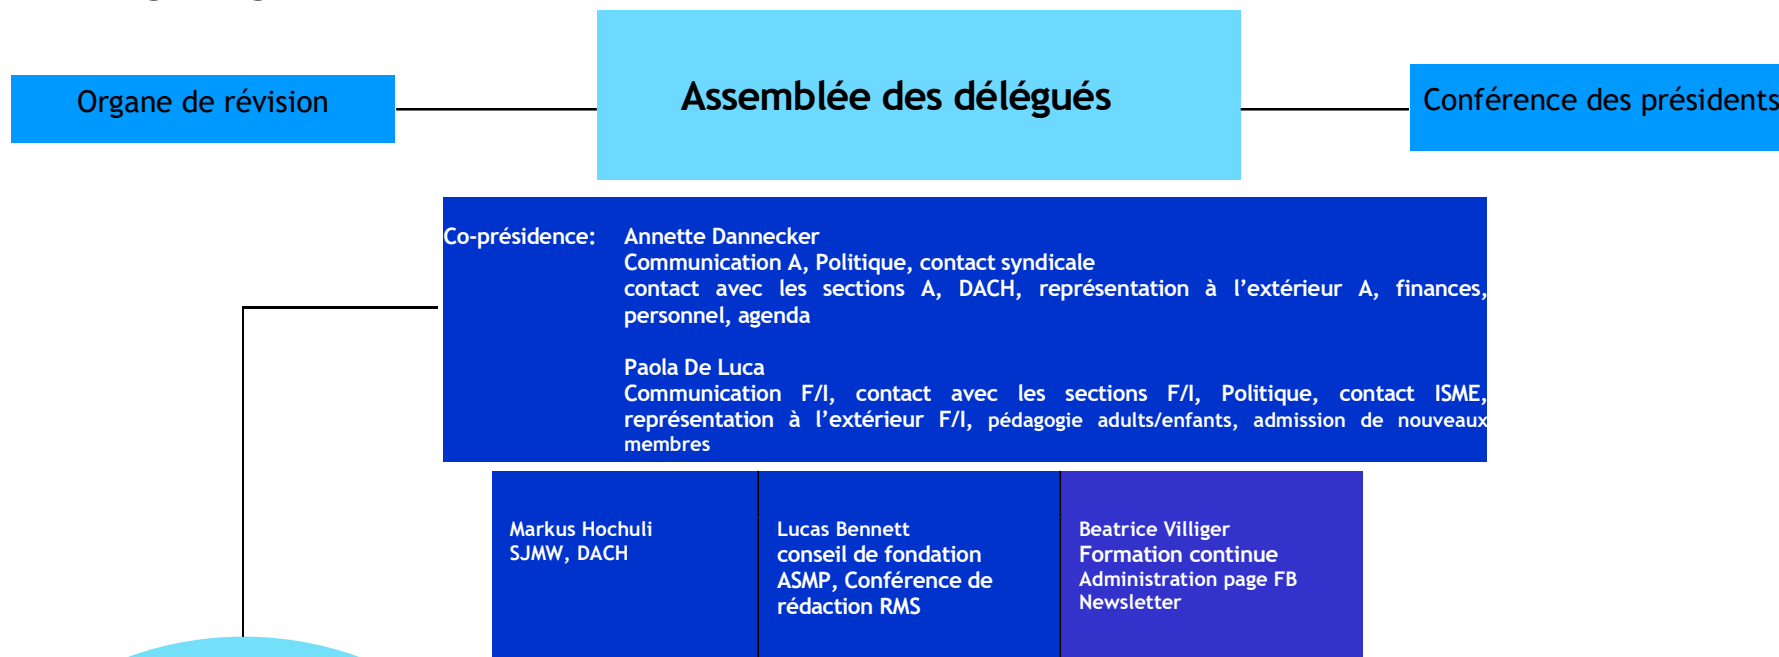 Organe de révision
Assemblée des délégués
Conférence des présidents
Co-présidence: Annette Dannecker
Communication A, Politique, contact syndicale
contact avec les sections A, DACH, représentation à l’extérieur A, finances,
personnel, agenda
Paola De Luca
Communication F/I, contact avec les sections F/I, Politique, contact ISME,
représentation à l’extérieur F/I, pédagogie adults/enfants, admission de nouveaux
membres
Markus Hochuli
SJMW, DACH
Lucas Bennett
conseil de fondation
ASMP, Conférence de
rédaction RMS
Beatrice Villiger
Formation continue
Administration page FB
Newsletter